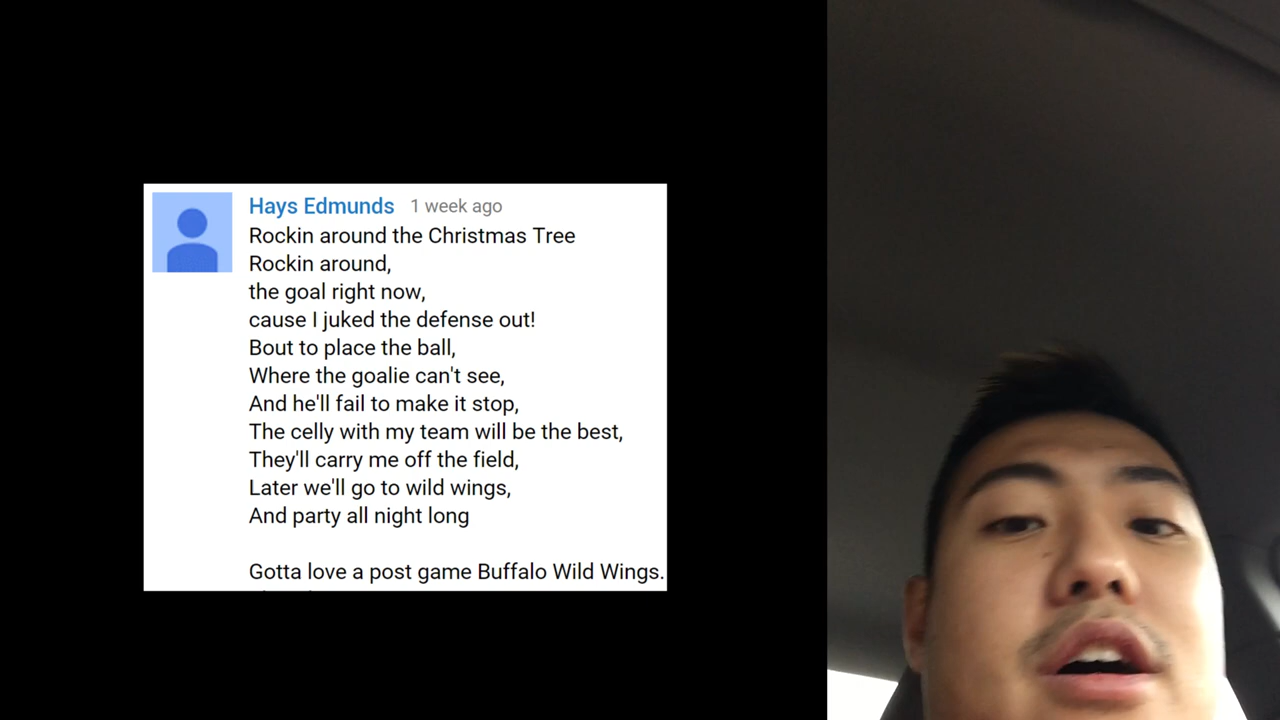 Hays Edmunds 1 week ago
Rockin around the Christmas Tree
Rockin around,
the goal right now,
cause I juked the defense out!
Bout to place the ball,
Where the goalie can't see,
And he'll fail to make it stop,
The celly with my team will be the best,
They'll carry me off the field,
Later we'll go to wild wings,
And party all night long
Gotta love a post game Buffalo Wild Wings.